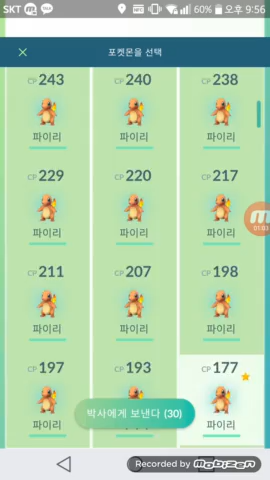 SKT 60% 오후 9:56
포켓몬을 선택
CP 243 CP 240 CP 238
파이리 파이리 파이리
CP 229 CP 220 CP 217
파이리 파이리 파이리
01:03
CP 211 CP 207 CP 198
파이리 파이리 파이리
CP 197 CP 193 CP 177
박사에게 보낸다 (30)
파이리 파이리
Recorded by Mobizen